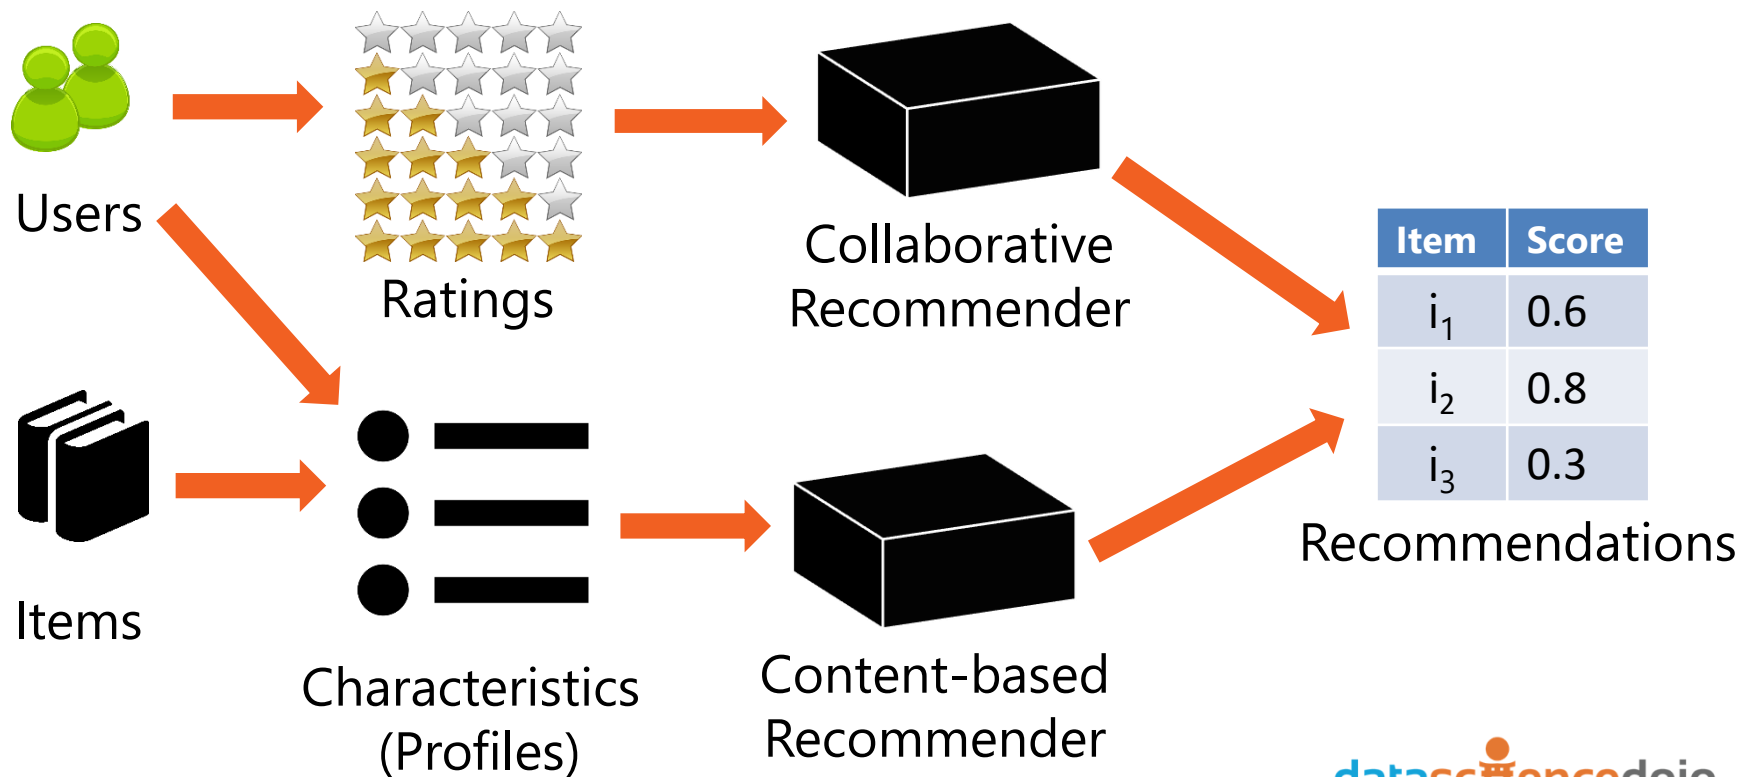 Users
Ratings
Collaborative
Recommender
Item Score
i1 0.6
i2 0.8
i3 0.3
Recommendations
Items
Characteristics
(Profiles)
Content-based
Recommender
datasciencedojo